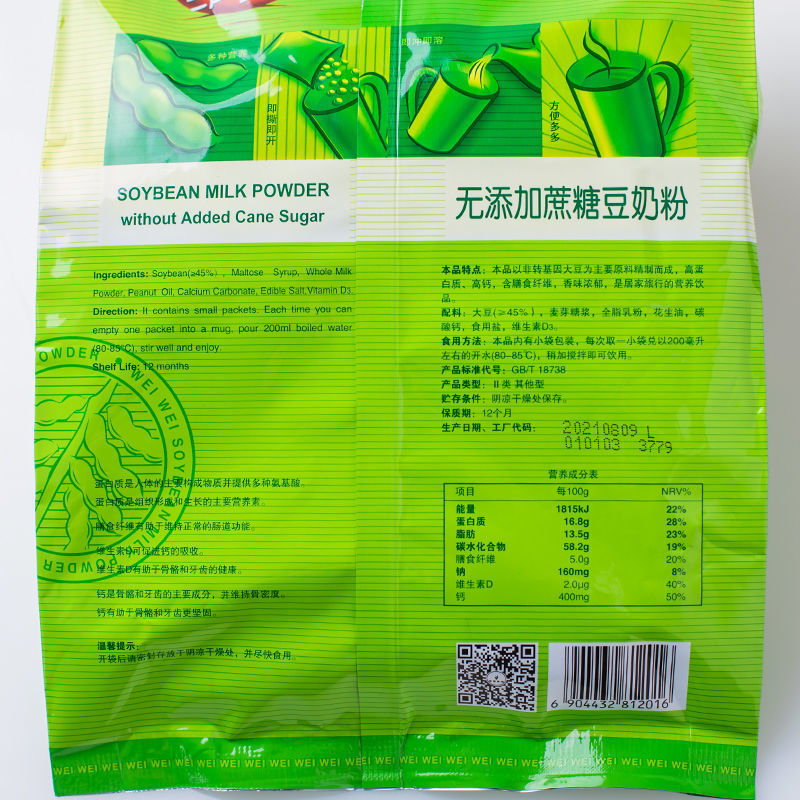 多种营养
即撕即开
即冲即溶
方便多多
SOYBEAN MILK POWDER
without Added Cane Sugar
Ingredients: Soybean(≥45%) , Maltose Syrup, Whole Milk
Powder, Peanut Oil, Calcium Carbonate, Edible Salt,Vitamin D3.
Direction: It contains small packets. Each time you can
empty one packet into a mug, pour 200ml boiled water
(80-85℃), stir well and enjoy.
Shelf Life: 12 months
POWDER • WEI WEI SOYBEAN MILK POWDER
蛋白质是人体的主要构成物质并提供多种氨基酸。
蛋白质是组织形成和生长的主要营养素。
膳食纤维有助于维持正常的肠道功能。
维生素D可促进钙的吸收。
维生素D有助于骨骼和牙齿的健康。
钙是骨骼和牙齿的主要成分，并维持骨密度。
钙有助于骨骼和牙齿更坚固。
温馨提示：
开袋后请密封存放于阴凉干燥处，并尽快食用。
无添加蔗糖豆奶粉
本品特点：本品以非转基因大豆为主要原料精制而成，高蛋
白质、高钙，含膳食纤维，香味浓郁，是居家旅行的营养饮
品。
配料：大豆(≥45%)，麦芽糖浆，全脂乳粉，花生油，碳
酸钙，食用盐，维生素D3。
食用方法：本品内有小袋包装，每次取一小袋兑以200毫升
左右的开水(80-85℃)，稍加搅拌即可饮用。
产品标准代号：GB/T 18738
产品类型：II类 其他型
贮存条件：阴凉干燥处保存。
保质期：12个月
生产日期、工厂代码：
20210809 L
010103 3779
营养成分表
项目 每100g NRV%
能量 1815kJ 22%
蛋白质 16.8g 28%
脂肪 13.5g 23%
碳水化合物 58.2g 19%
膳食纤维 5.0g 20%
钠 160mg 8%
维生素D 2.0μg 40%
钙 400mg 50%
6 904432 812016
WEI WEI WEI WEI WEI WEI WEI WEI WEI WEI WEI WEI WEI WEI WEI WEI WEI WEI